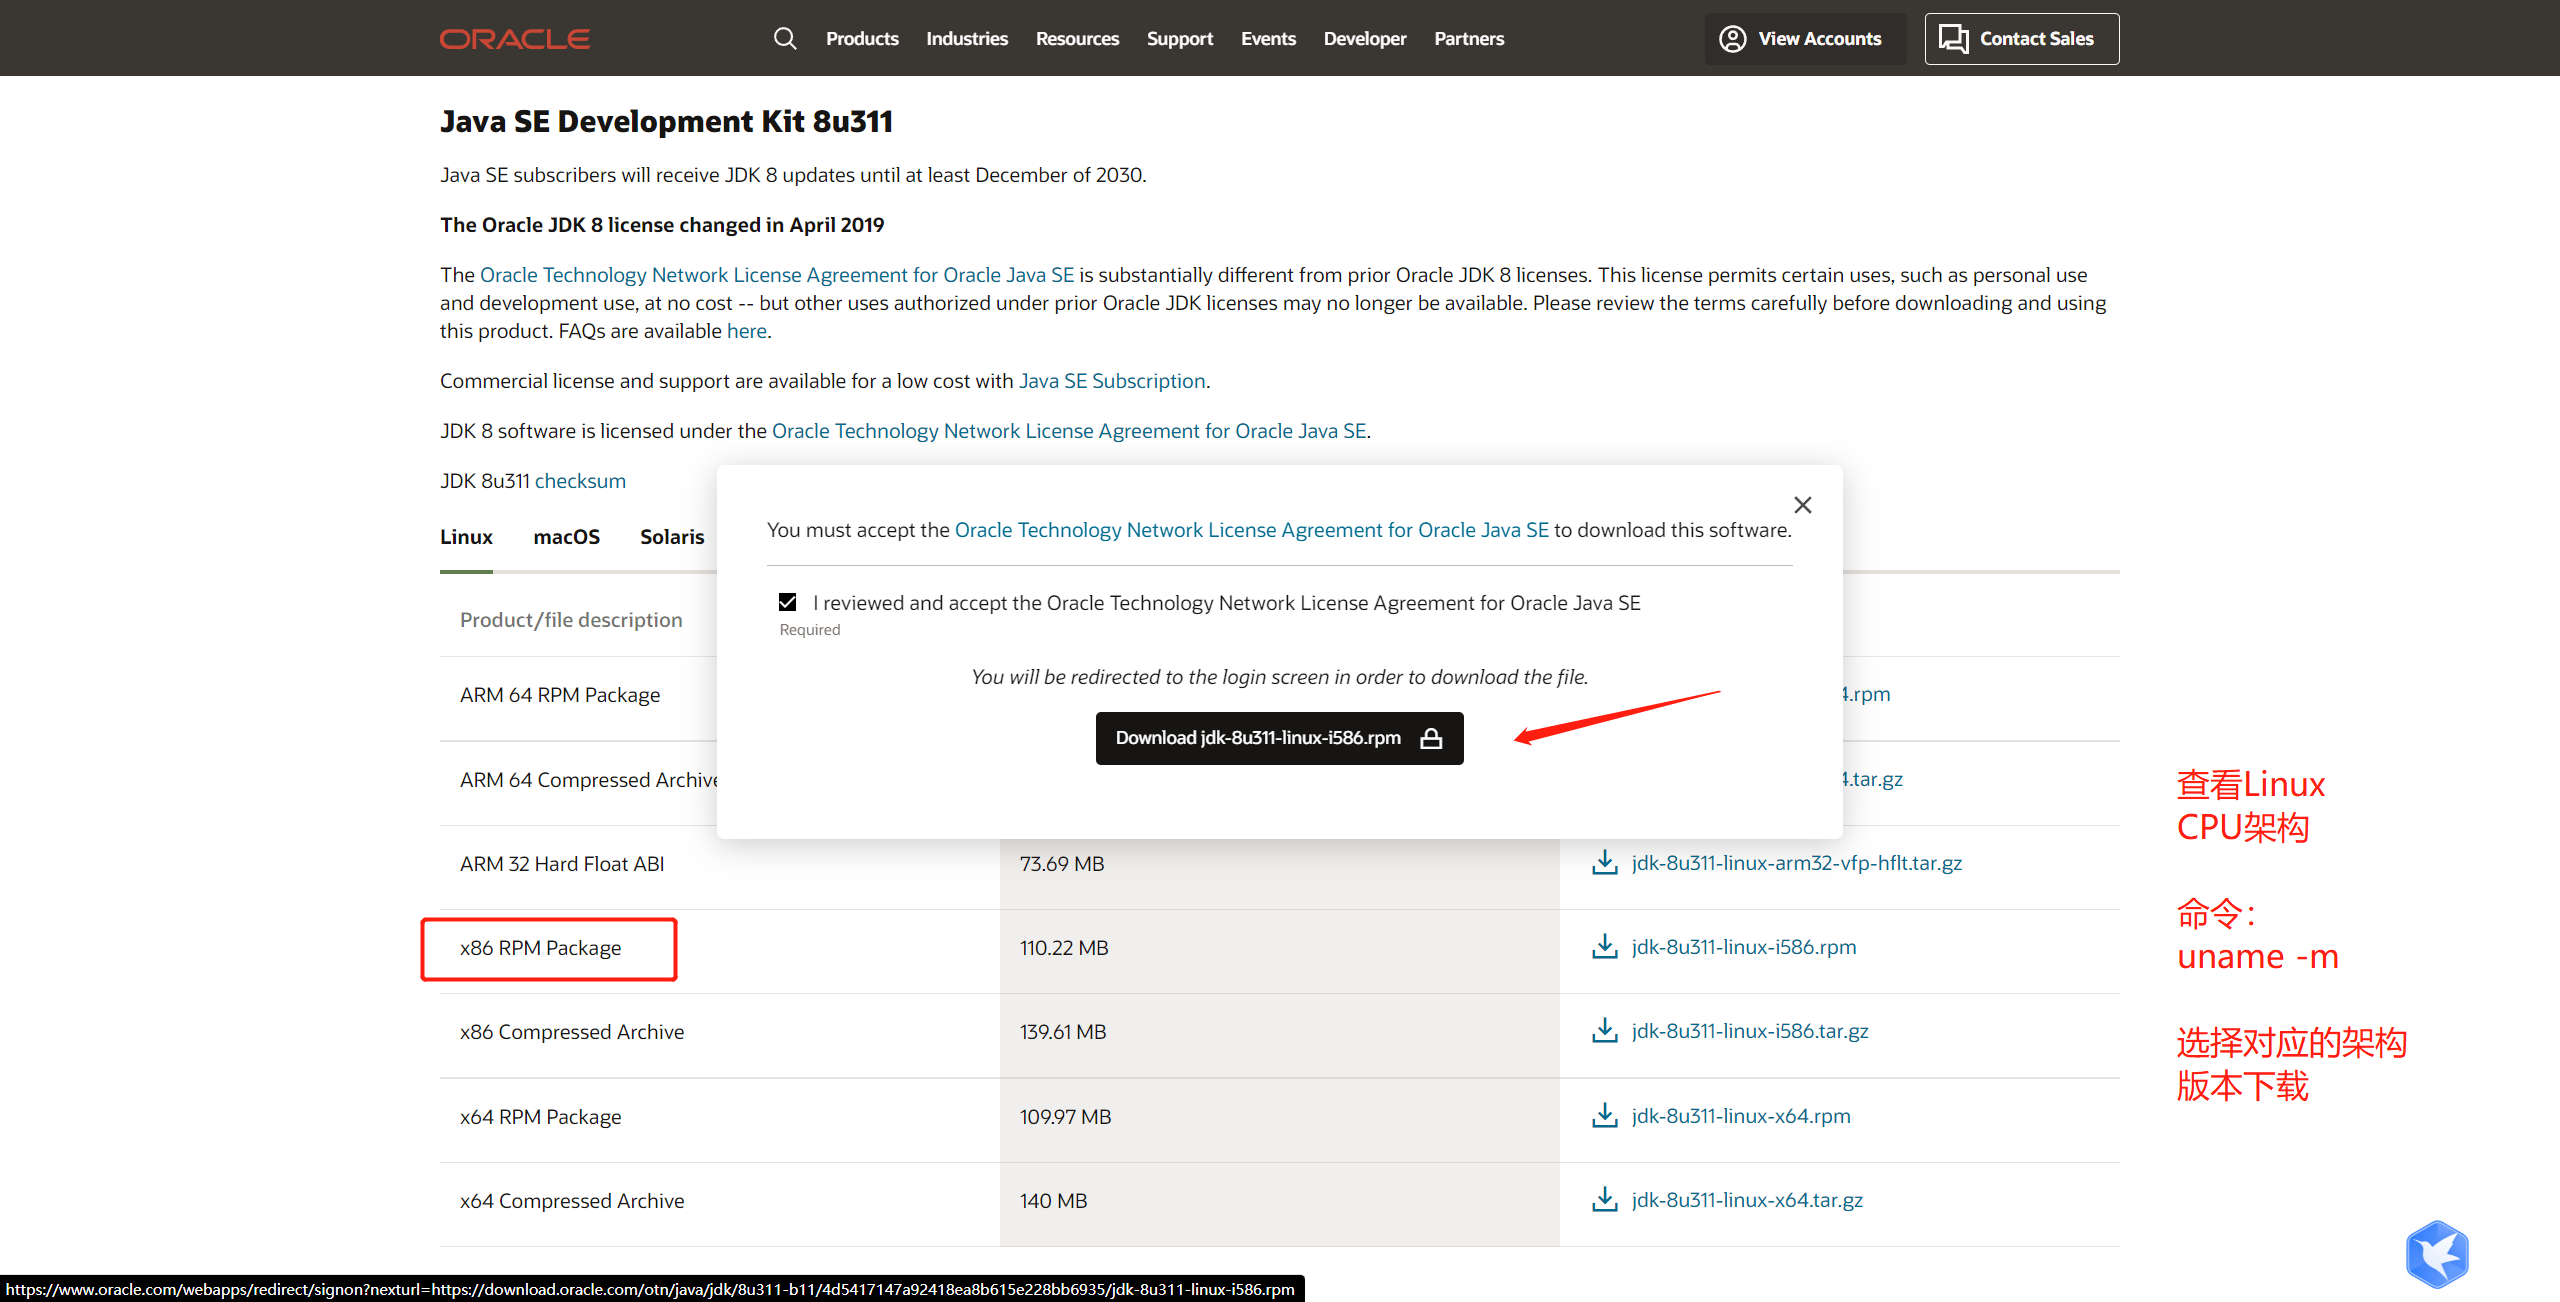 ORACLE
Products Industries Resources Support Events Developer Partners
View Accounts
Contact Sales
Java SE Development Kit 8u311
Java SE subscribers will receive JDK 8 updates until at least December of 2030.
The Oracle JDK 8 license changed in April 2019
The Oracle Technology Network License Agreement for Oracle Java SE is substantially different from prior Oracle JDK 8 licenses. This license permits certain uses, such as personal use
and development use, at no cost -- but other uses authorized under prior Oracle JDK licenses may no longer be available. Please review the terms carefully before downloading and using
this product. FAQs are available here.
Commercial license and support are available for a low cost with Java SE Subscription.
JDK 8 software is licensed under the Oracle Technology Network License Agreement for Oracle Java SE.
JDK 8u311 checksum
Linux macOS Solaris
You must accept the Oracle Technology Network License Agreement for Oracle Java SE to download this software.
I reviewed and accept the Oracle Technology Network License Agreement for Oracle Java SE
Required
You will be redirected to the login screen in order to download the file.
Download jdk-8u311-linux-i586.rpm
Product/file description
ARM 64 RPM Package
4.rpm
ARM 64 Compressed Archive
4.tar.gz
ARM 32 Hard Float ABI 73.69 MB jdk-8u311-linux-arm32-vfp-hflt.tar.gz
x86 RPM Package 110.22 MB jdk-8u311-linux-i586.rpm
x86 Compressed Archive 139.61 MB jdk-8u311-linux-i586.tar.gz
x64 RPM Package 109.97 MB jdk-8u311-linux-x64.rpm
x64 Compressed Archive 140 MB jdk-8u311-linux-x64.tar.gz
查看Linux
CPU架构
命令：
uname -m
选择对应的架构
版本下载
https://www.oracle.com/webapps/redirect/signon?nexturl=https://download.oracle.com/otn/java/jdk/8u311-b11/4d5417147a92418ea8b615e228bb6935/jdk-8u311-linux-i586.rpm